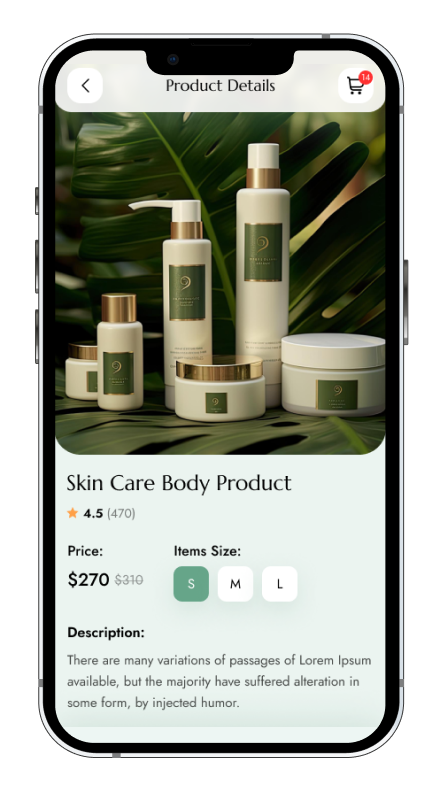 Product Details
14
Skin Care Body Product
4.5 (470)
Price:
Items Size:
$270 $310
S
M
L
Description:
There are many variations of passages of Lorem Ipsum
available, but the majority have suffered alteration in
some form, by injected humor.